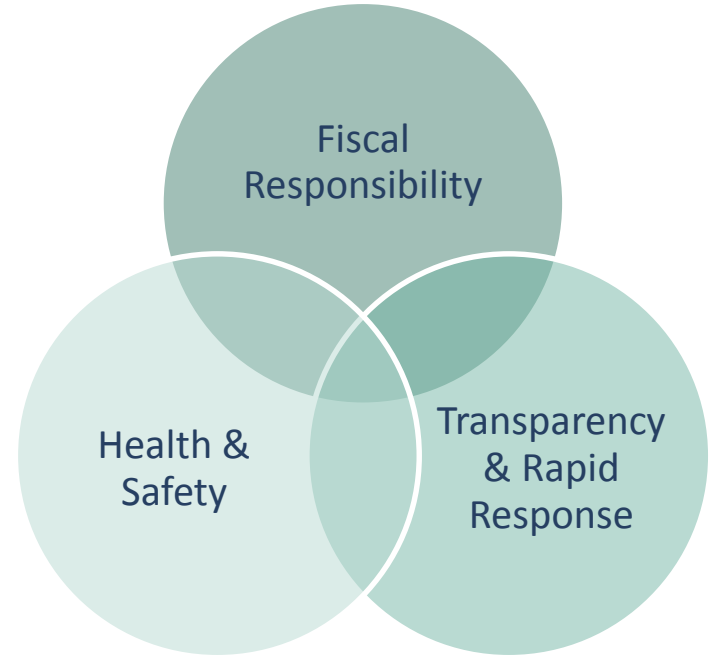 Fiscal
Responsibility
Health &
Safety
Transparency
& Rapid
Response